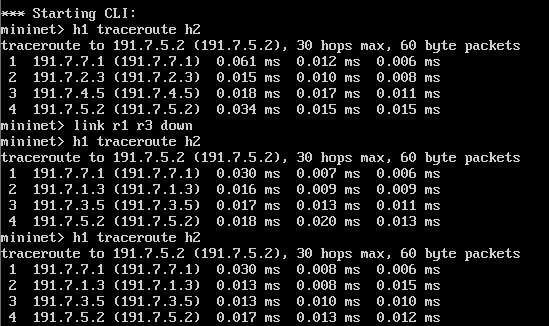 *** Starting CLI:
mininet> h1 traceroute h2
traceroute to 191.7.5.2 (191.7.5.2), 30 hops max, 60 byte packets
 1  191.7.7.1 (191.7.7.1)  0.061 ms  0.012 ms  0.006 ms
 2  191.7.2.3 (191.7.2.3)  0.015 ms  0.010 ms  0.008 ms
 3  191.7.4.5 (191.7.4.5)  0.018 ms  0.017 ms  0.011 ms
 4  191.7.5.2 (191.7.5.2)  0.034 ms  0.015 ms  0.015 ms
mininet> link r1 r3 down
mininet> h1 traceroute h2
traceroute to 191.7.5.2 (191.7.5.2), 30 hops max, 60 byte packets
 1  191.7.7.1 (191.7.7.1)  0.030 ms  0.007 ms  0.006 ms
 2  191.7.1.3 (191.7.1.3)  0.016 ms  0.009 ms  0.009 ms
 3  191.7.3.5 (191.7.3.5)  0.017 ms  0.013 ms  0.011 ms
 4  191.7.5.2 (191.7.5.2)  0.018 ms  0.020 ms  0.013 ms
mininet> h1 traceroute h2
traceroute to 191.7.5.2 (191.7.5.2), 30 hops max, 60 byte packets
 1  191.7.7.1 (191.7.7.1)  0.030 ms  0.008 ms  0.006 ms
 2  191.7.1.3 (191.7.1.3)  0.013 ms  0.008 ms  0.015 ms
 3  191.7.3.5 (191.7.3.5)  0.013 ms  0.010 ms  0.010 ms
 4  191.7.5.2 (191.7.5.2)  0.017 ms  0.013 ms  0.012 ms